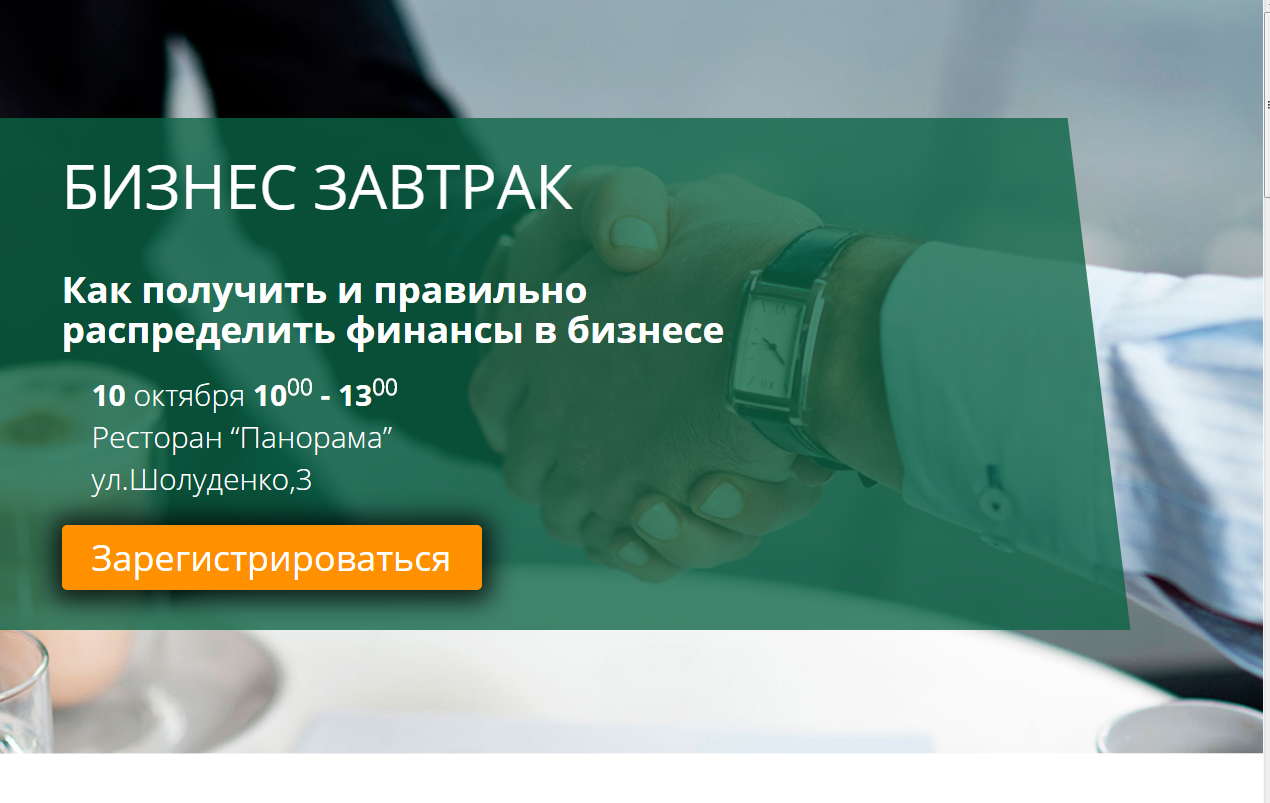 БИЗНЕС ЗАВТРАК
Как получить и правильно
распределить финансы в бизнесе
10 октября 10⁰⁰ - 13⁰⁰
Ресторан “Панорама”
ул.Шолуденко,3
Зарегистрироваться